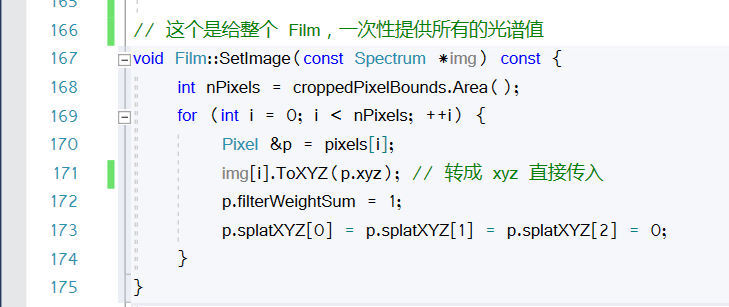 165
166 // 这个是给整个 Film，一次性提供所有的光谱值
167 void Film::SetImage(const Spectrum *img) const {
168 int nPixels = croppedPixelBounds.Area();
169 for (int i = 0; i < nPixels; ++i) {
170 Pixel &p = pixels[i];
171 img[i].ToXYZ(p.xyz); // 转成 xyz 直接传入
172 p.filterWeightSum = 1;
173 p.splatXYZ[0] = p.splatXYZ[1] = p.splatXYZ[2] = 0;
174 }
175 }